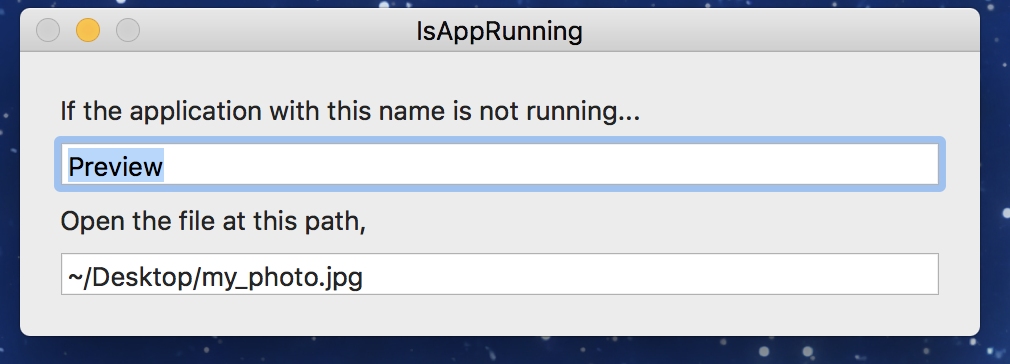 IsAppRunning
If the application with this name is not running...
Preview
Open the file at this path,
~/Desktop/my_photo.jpg